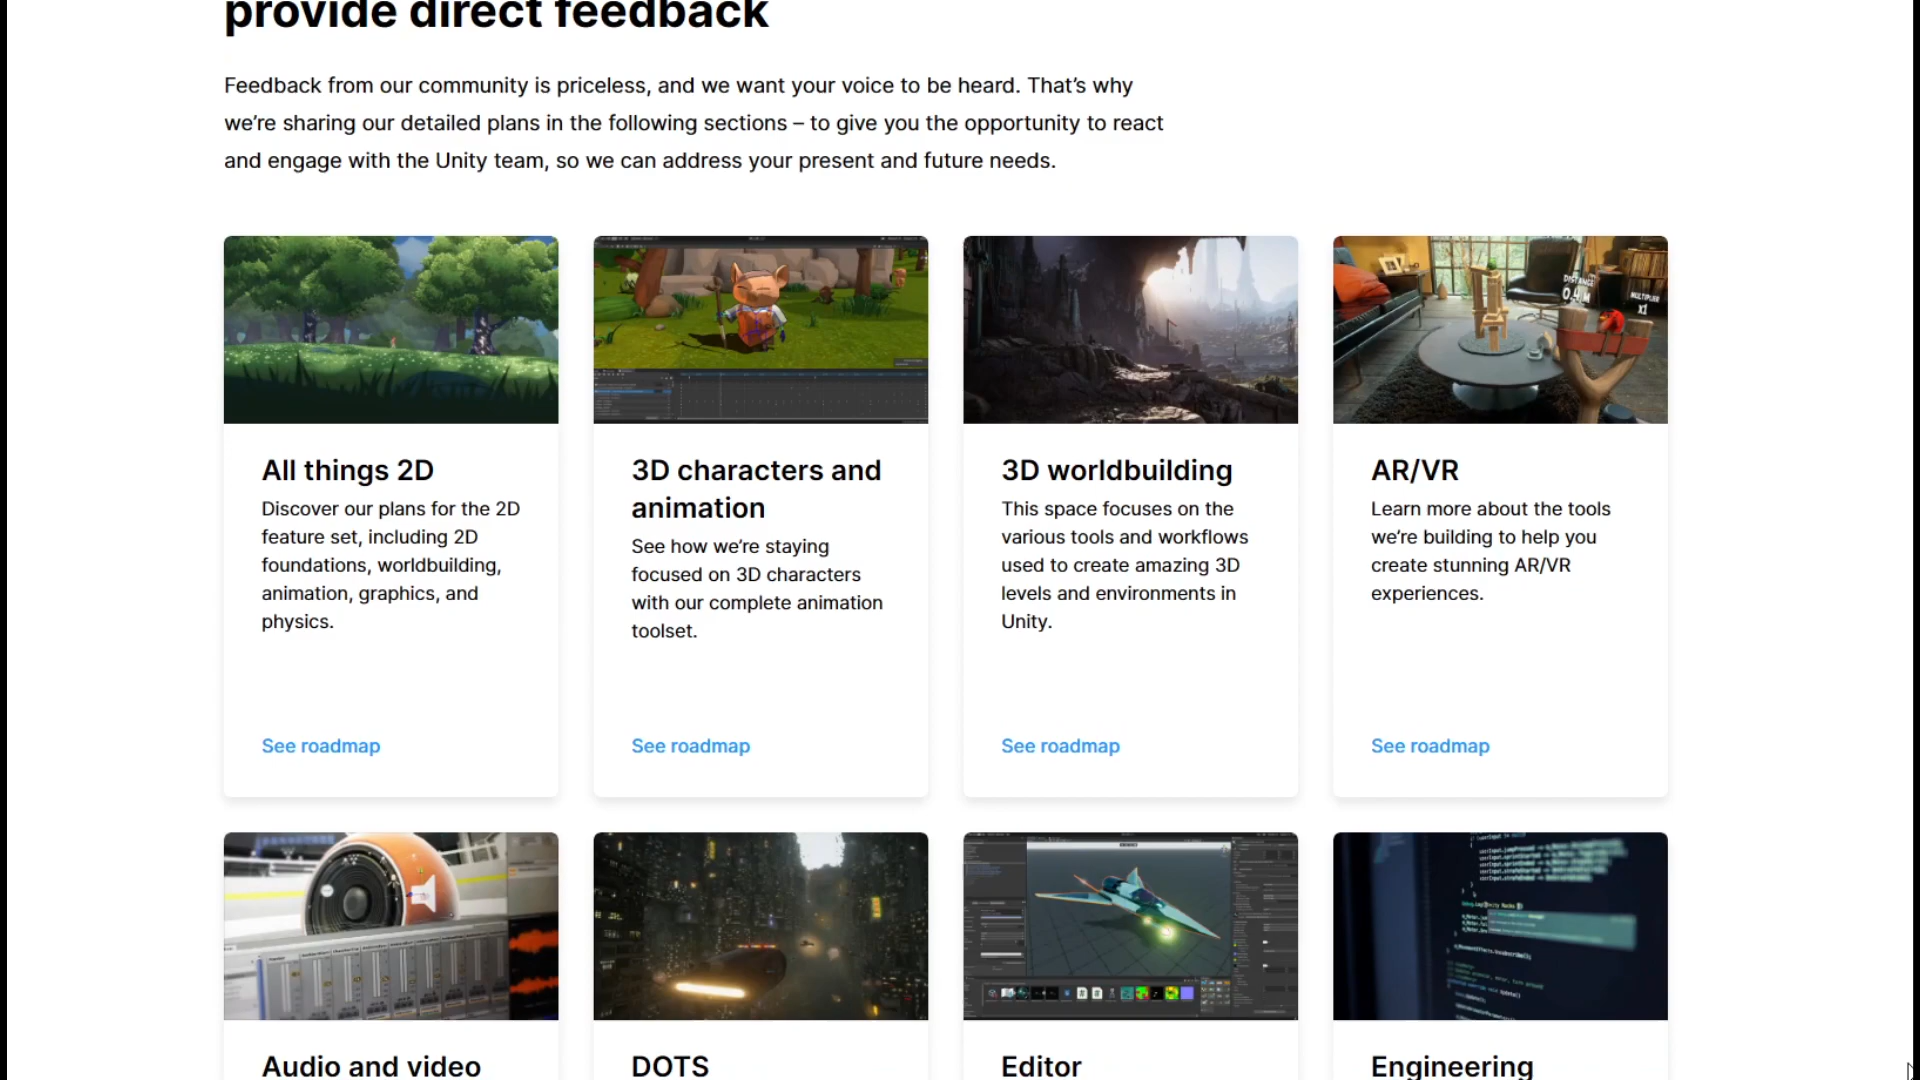 provide direct feedback
Feedback from our community is priceless, and we want your voice to be heard. That’s why
we’re sharing our detailed plans in the following sections – to give you the opportunity to react
and engage with the Unity team, so we can address your present and future needs.
DISTANCE
0.4 M
MULTIPLIER
x1
All things 2D
Discover our plans for the 2D
feature set, including 2D
foundations, worldbuilding,
animation, graphics, and
physics.
See roadmap
3D characters and
animation
See how we’re staying
focused on 3D characters
with our complete animation
toolset.
See roadmap
3D worldbuilding
This space focuses on the
various tools and workflows
used to create amazing 3D
levels and environments in
Unity.
See roadmap
AR/VR
Learn more about the tools
we’re building to help you
create stunning AR/VR
experiences.
See roadmap
Audio and video
DOTS
Editor
Engineering